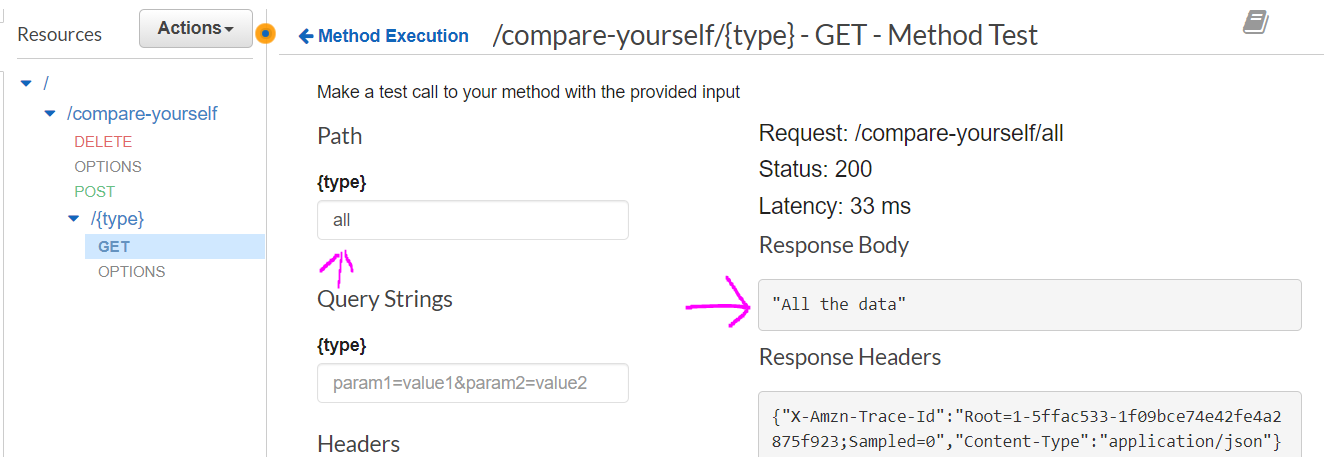 Resources
Actions
Method Execution
/compare-yourself/{type} - GET - Method Test
/
/compare-yourself
DELETE
OPTIONS
POST
/{type}
GET
OPTIONS
Make a test call to your method with the provided input
Path
{type}
all
Query Strings
{type}
param1=value1&param2=value2
Headers
Request: /compare-yourself/all
Status: 200
Latency: 33 ms
Response Body
"All the data"
Response Headers
{"X-Amzn-Trace-Id":"Root=1-5ffac533-1f09bce74e42fe4a2
875f923;Sampled=0","Content-Type":"application/json"}